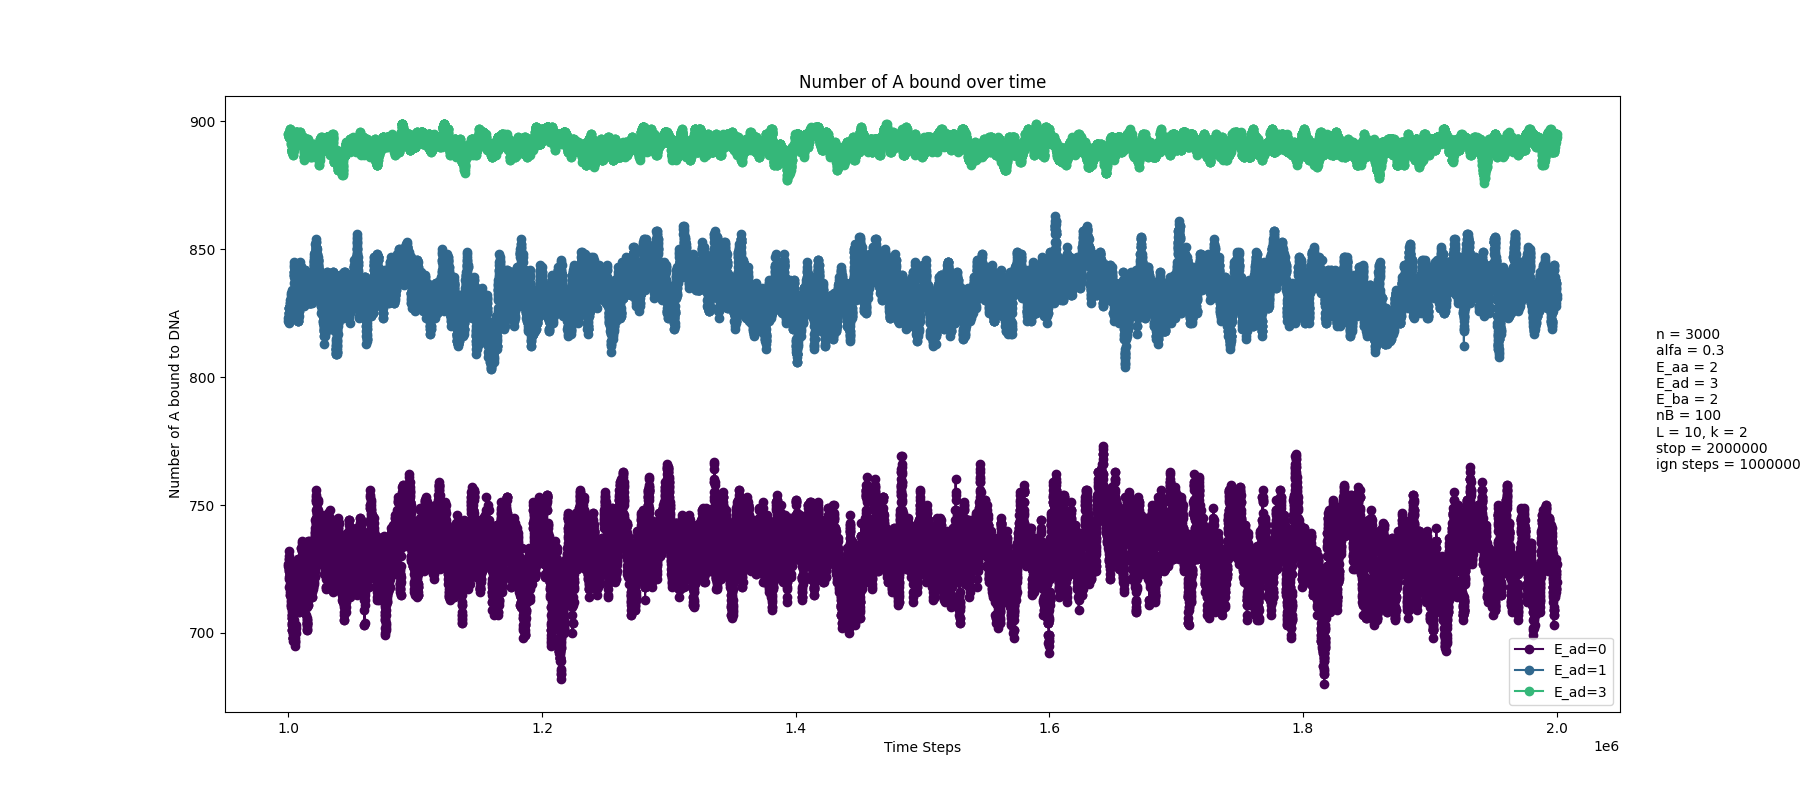 Number of A bound over time
Number of A bound to DNA
900
850
800
750
700
1.0
1.2
1.4
1.6
1.8
2.0
1e6
Time Steps
E_ad=0
E_ad=1
E_ad=3
n = 3000
alfa = 0.3
E_aa = 2
E_ad = 3
E_ba = 2
nB = 100
L = 10, k = 2
stop = 2000000
ign steps = 1000000